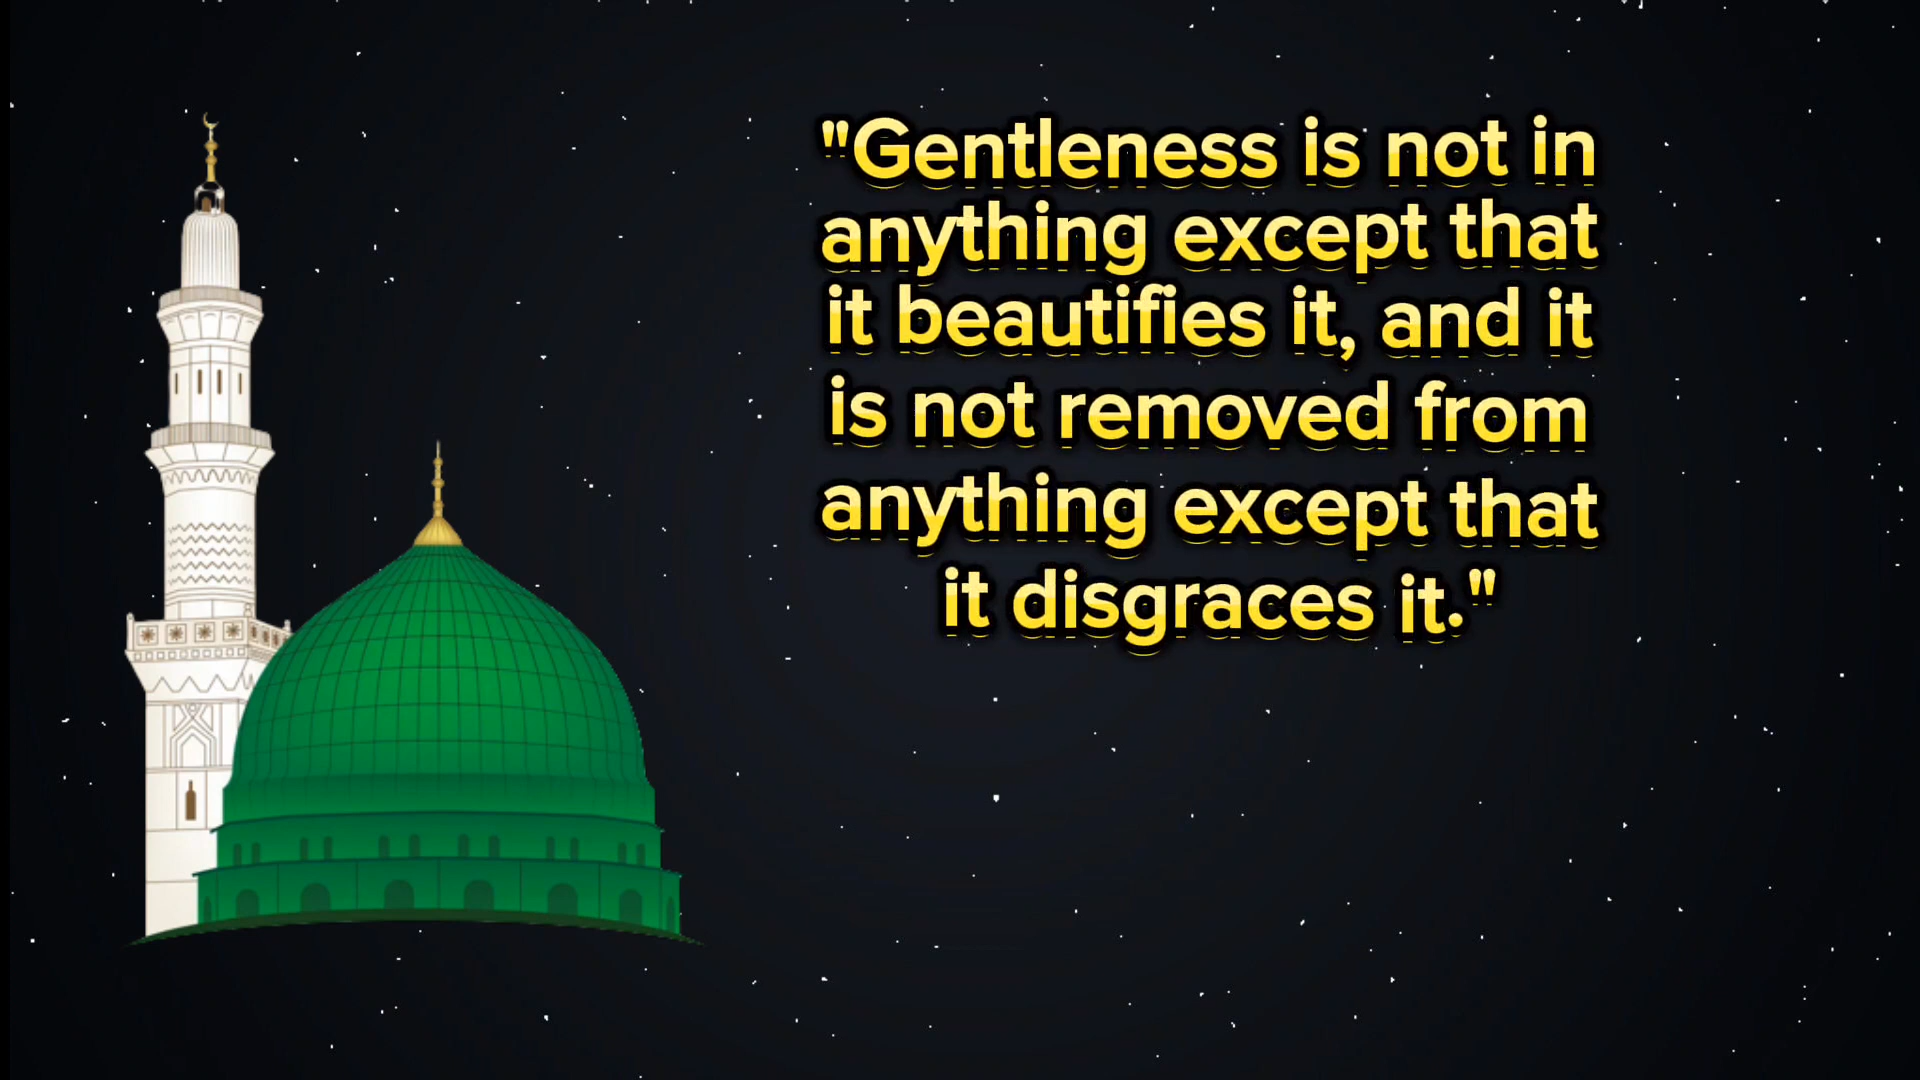 "Gentleness is not in
anything except that
it beautifies it, and it
is not removed from
anything except that
it disgraces it."